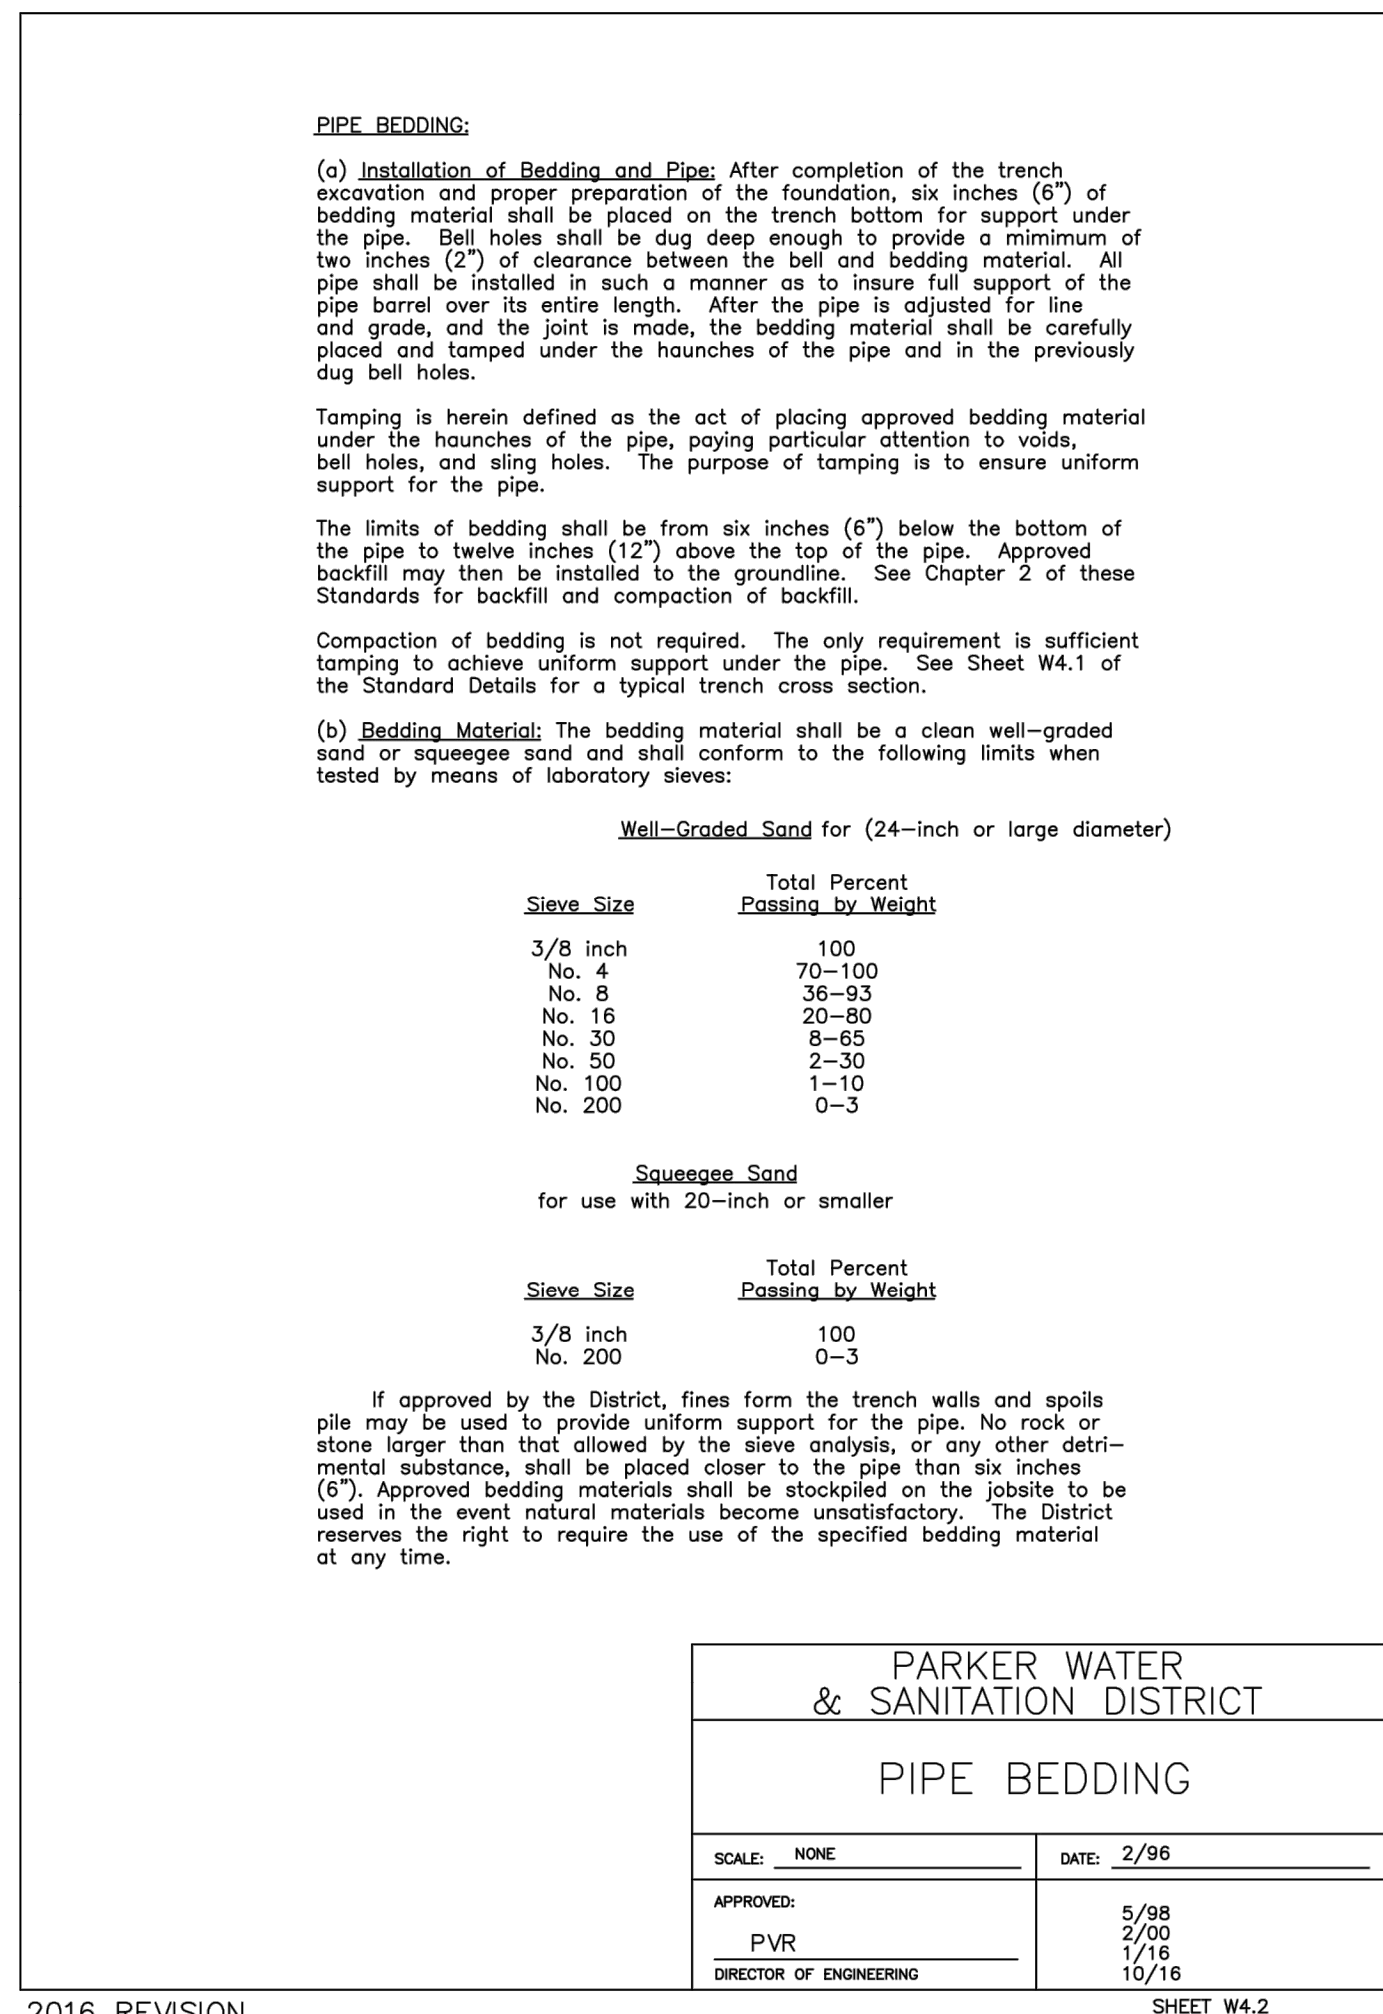 PIPE BEDDING:
(a) Installation of Bedding and Pipe: After completion of the trench
excavation and proper preparation of the foundation, six inches (6") of
bedding material shall be placed on the trench bottom for support under
the pipe. Bell holes shall be dug deep enough to provide a mimimum of
two inches (2") of clearance between the bell and bedding material. All
pipe shall be installed in such a manner as to insure full support of the
pipe barrel over its entire length. After the pipe is adjusted for line
and grade, and the joint is made, the bedding material shall be carefully
placed and tamped under the haunches of the pipe and in the previously
dug bell holes.
Tamping is herein defined as the act of placing approved bedding material
under the haunches of the pipe, paying particular attention to voids,
bell holes, and sling holes. The purpose of tamping is to ensure uniform
support for the pipe.
The limits of bedding shall be from six inches (6") below the bottom of
the pipe to twelve inches (12") above the top of the pipe. Approved
backfill may then be installed to the groundline. See Chapter 2 of these
Standards for backfill and compaction of backfill.
Compaction of bedding is not required. The only requirement is sufficient
tamping to achieve uniform support under the pipe. See Sheet W4.1 of
the Standard Details for a typical trench cross section.
(b) Bedding Material: The bedding material shall be a clean well-graded
sand or squeegee sand and shall conform to the following limits when
tested by means of laboratory sieves:
Well-Graded Sand for (24-inch or large diameter)
Total Percent
Sieve Size Passing by Weight
3/8 inch 100
No. 4 70-100
No. 8 36-93
No. 16 20-80
No. 30 8-65
No. 50 2-30
No. 100 1-10
No. 200 0-3
Squeegee Sand
for use with 20-inch or smaller
Total Percent
Sieve Size Passing by Weight
3/8 inch 100
No. 200 0-3
If approved by the District, fines form the trench walls and spoils
pile may be used to provide uniform support for the pipe. No rock or
stone larger than that allowed by the sieve analysis, or any other detri-
mental substance, shall be placed closer to the pipe than six inches
(6"). Approved bedding materials shall be stockpiled on the jobsite to be
used in the event natural materials become unsatisfactory. The District
reserves the right to require the use of the specified bedding material
at any time.
PARKER WATER
& SANITATION DISTRICT
PIPE BEDDING
SCALE: NONE DATE: 2/96
APPROVED:
5/98
2/00
PVR
1/16
DIRECTOR OF ENGINEERING 10/16
2016 REVISION SHEET W4.2